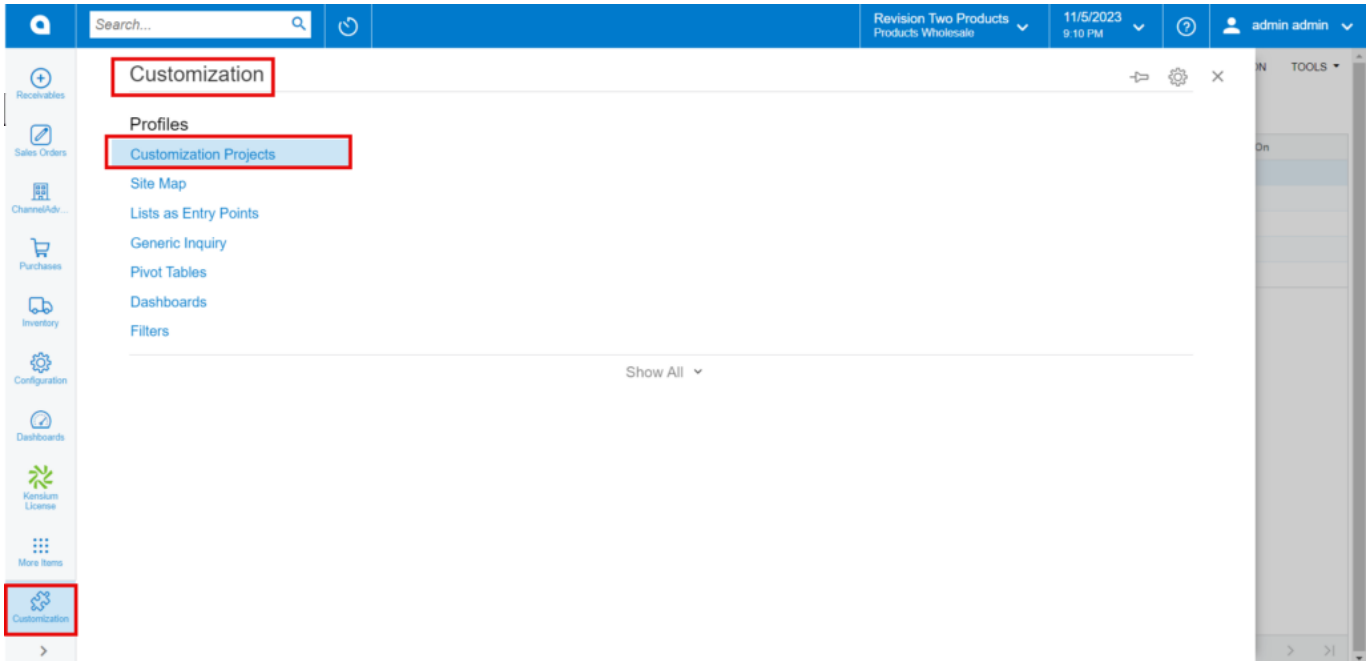 Search...
Revision Two Products
Products Wholesale
11/5/2023
9:10 PM
admin admin
Receivables
Sales Orders
ChannelAdv...
Purchases
Inventory
Configuration
Dashboards
Kensium
License
More Items
Customization
Customization
Profiles
Customization Projects
Site Map
Lists as Entry Points
Generic Inquiry
Pivot Tables
Dashboards
Filters
Show All
ON
TOOLS
On